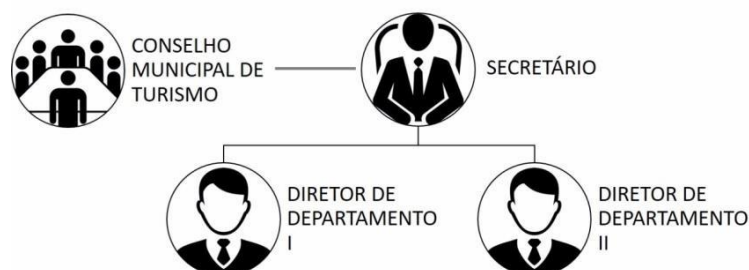 CONSELHO
MUNICIPAL DE
TURISMO
SECRETÁRIO
DIRETOR DE
DEPARTAMENTO
I
DIRETOR DE
DEPARTAMENTO
II